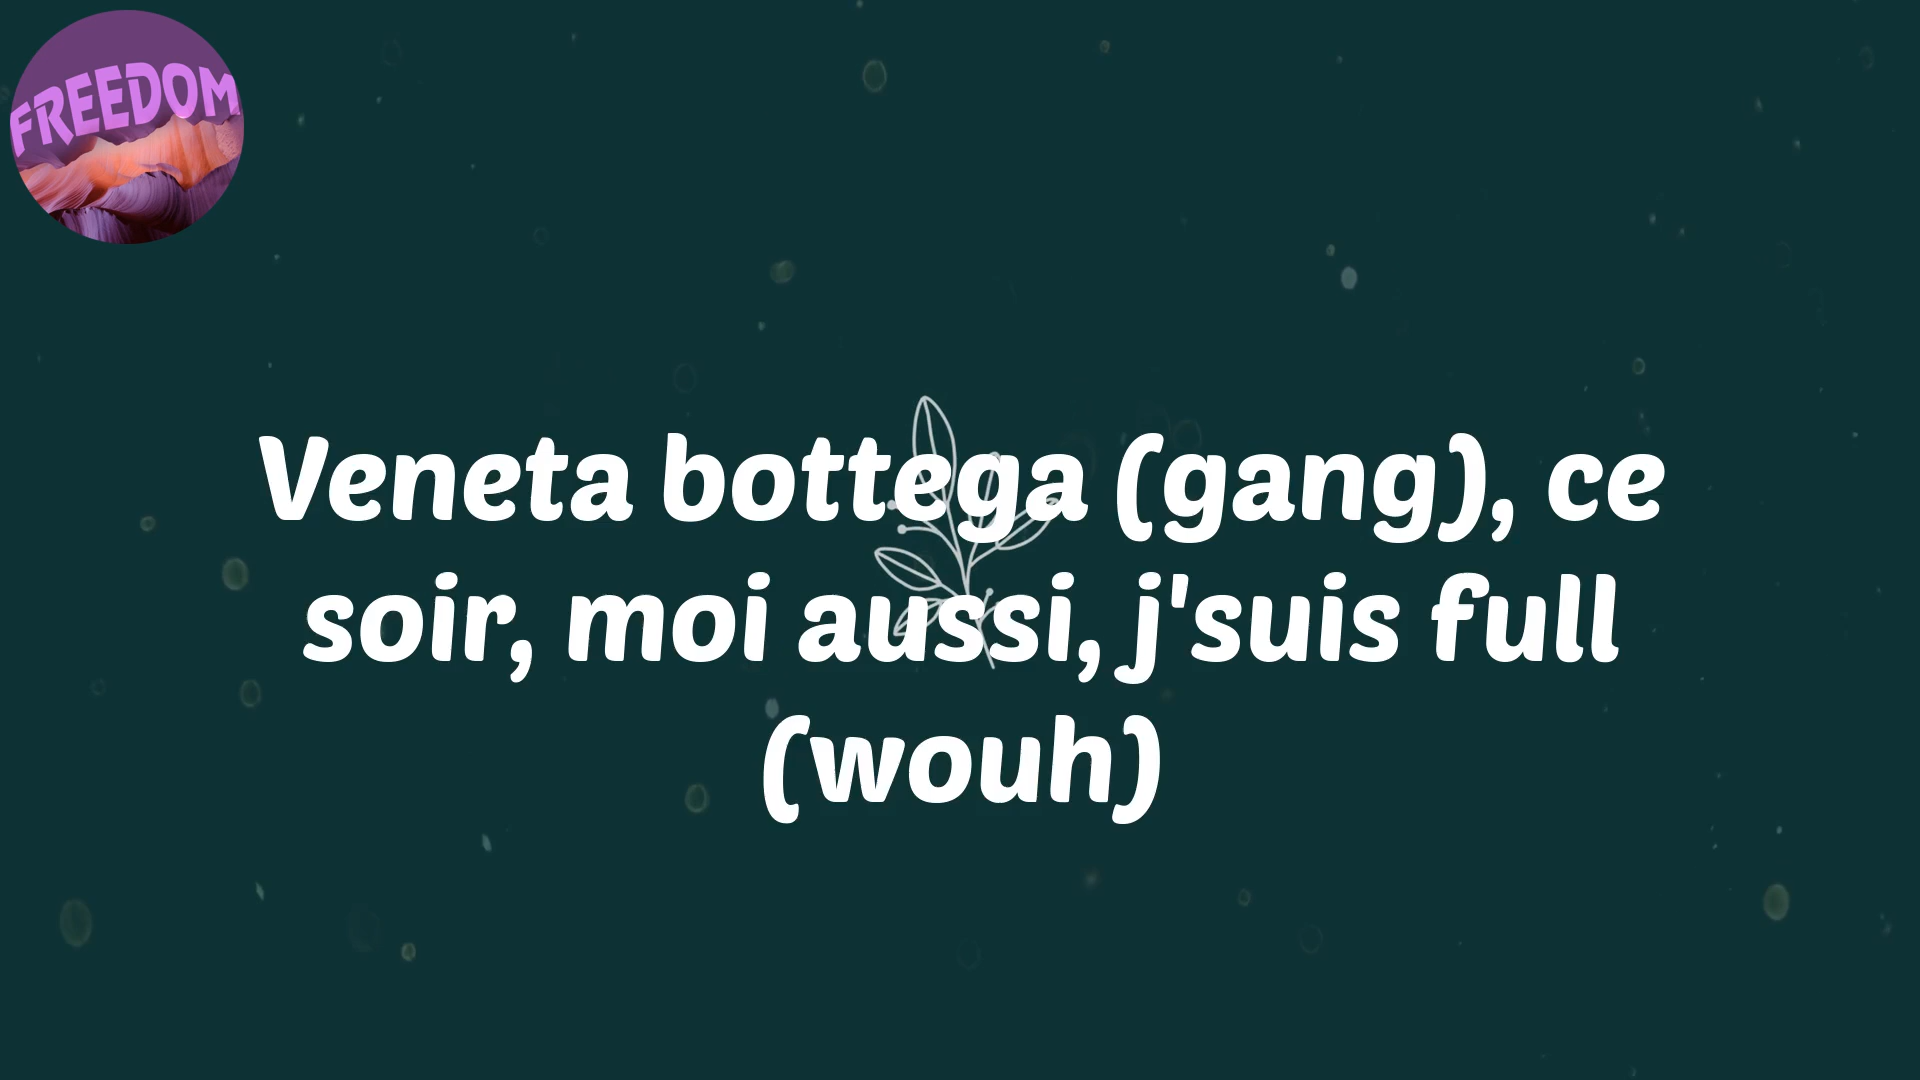 FREEDOM
Veneta bottega (gang), ce
soir, moi aussi, j'suis full
(wouh)